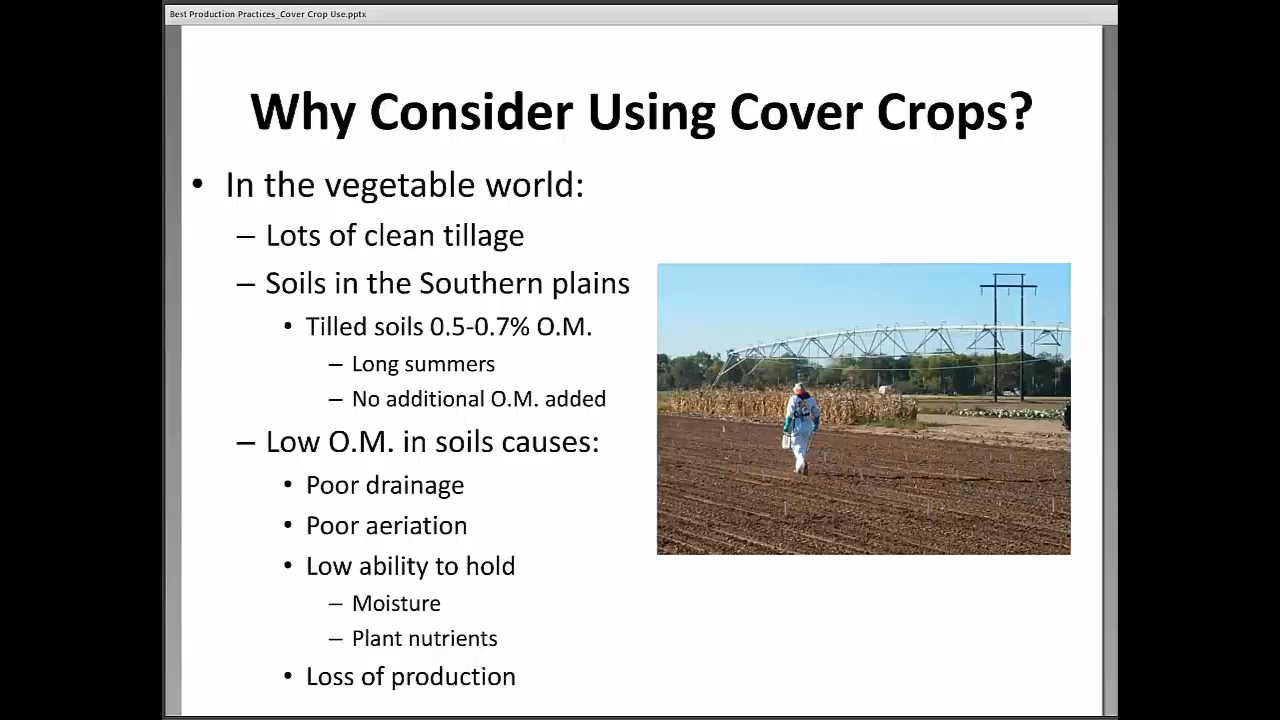 Best Production Practices_Cover Crop Use.pptx
Why Consider Using Cover Crops?
• In the vegetable world:
– Lots of clean tillage
– Soils in the Southern plains
• Tilled soils 0.5-0.7% O.M.
– Long summers
– No additional O.M. added
– Low O.M. in soils causes:
• Poor drainage
• Poor aeriation
• Low ability to hold
– Moisture
– Plant nutrients
• Loss of production